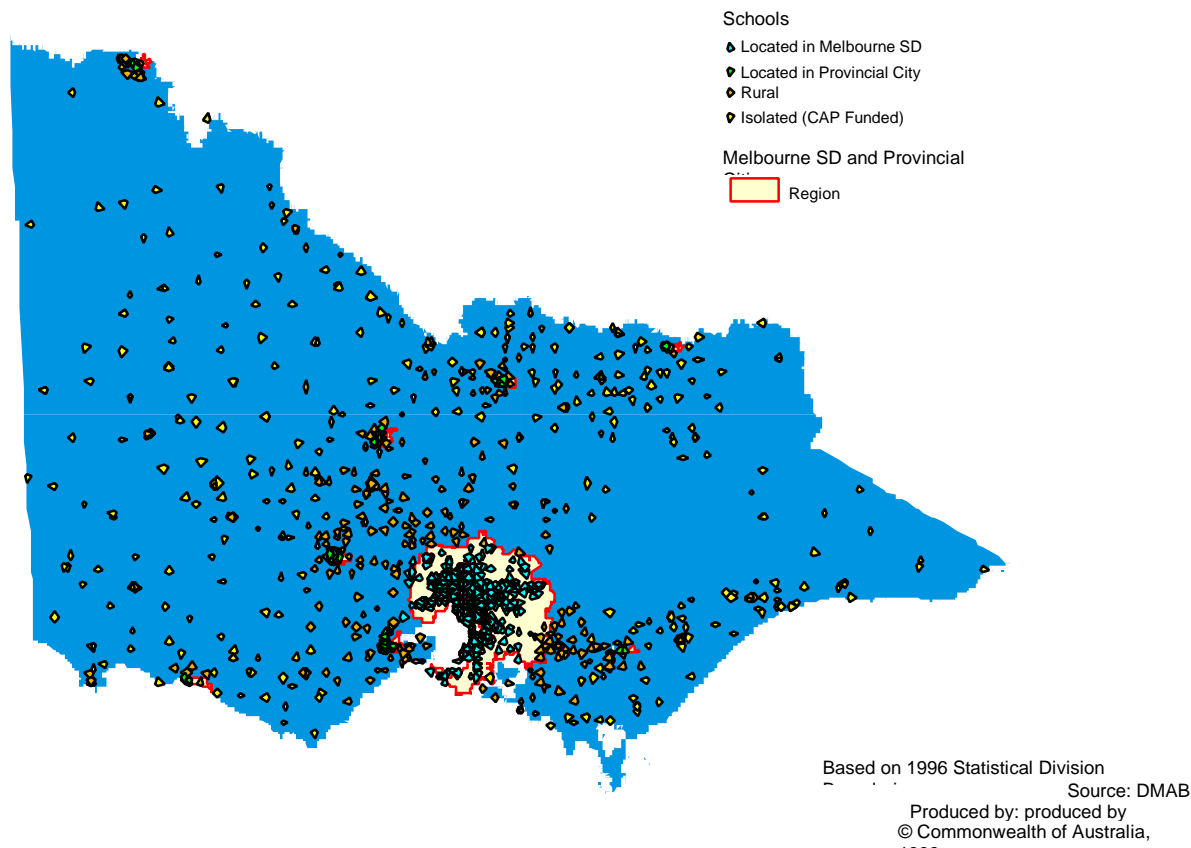 Schools
Located in Melbourne SD
Located in Provincial City
Rural
Isolated (CAP Funded)
Melbourne SD and Provincial
Region
Based on 1996 Statistical Division
Source: DMAB
Produced by: produced by
© Commonwealth of Australia,